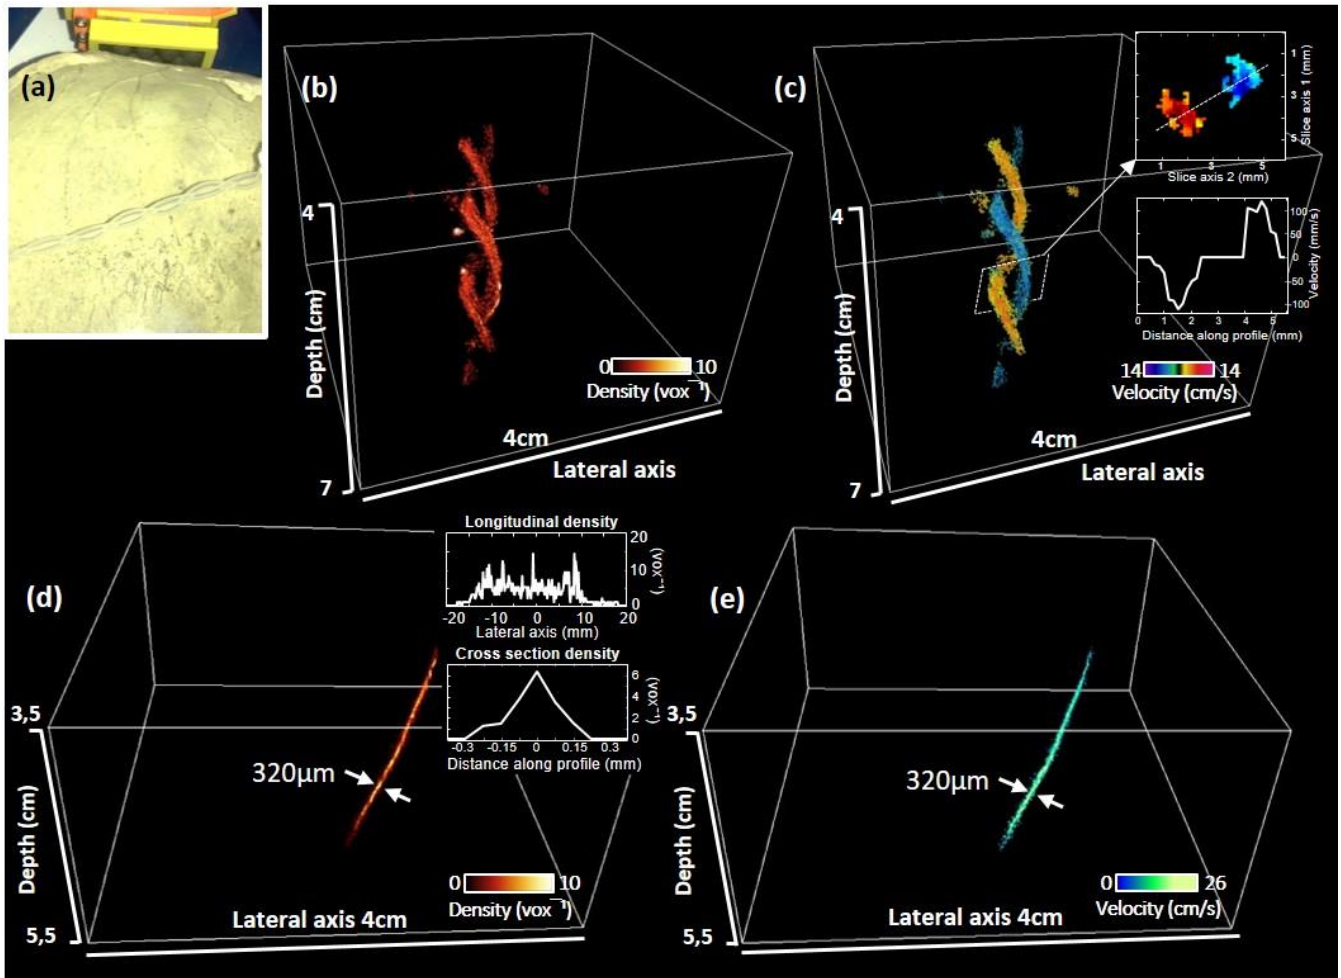 (a)
(b)
4
Depth (cm)
7
4cm
Lateral axis
0 10
Density (vox⁻¹)
(c)
4
Depth (cm)
7
4cm
Lateral axis
1
3
5
Slice axis 1 (mm)
1 3 5
Slice axis 2 (mm)
100
50
0
-50
-100
Velocity (mm/s)
0 1 2 3 4 5
Distance along profile (mm)
14 14
Velocity (cm/s)
(d)
3,5
Depth (cm)
5,5
320µm
Lateral axis 4cm
0 10
Density (vox⁻¹)
Longitudinal density
20
10
0
(vox⁻¹)
-20 -10 0 10 20
Lateral axis (mm)
Cross section density
6
4
2
0
(vox⁻¹)
-0.3 -0.15 0 0.15 0.3
Distance along profile (mm)
(e)
3,5
Depth (cm)
5,5
320µm
Lateral axis 4cm
0 26
Velocity (cm/s)